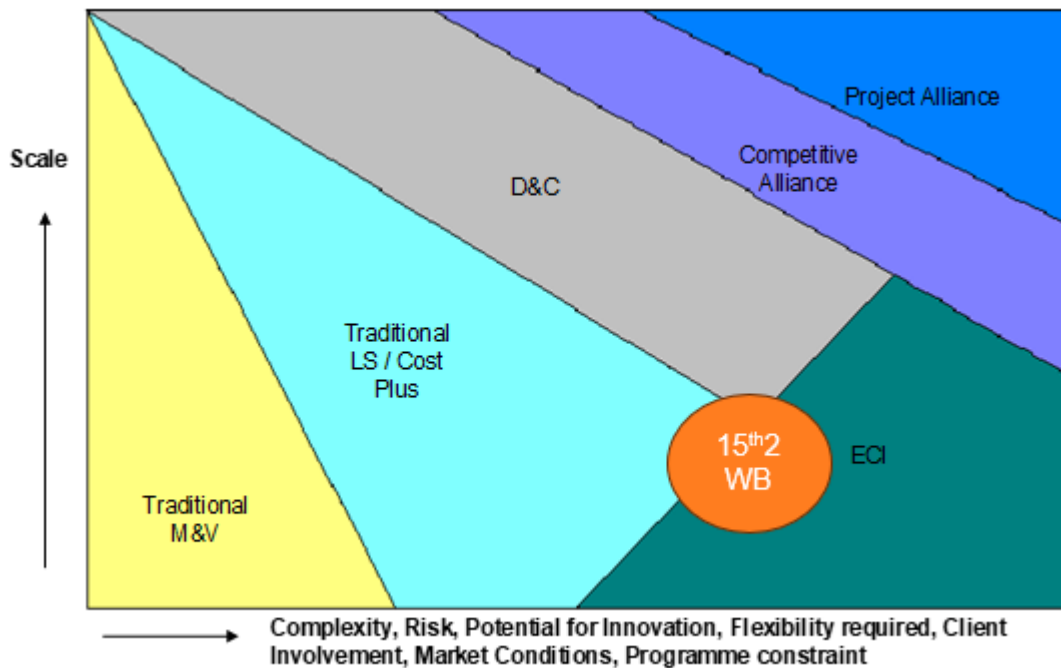 Project Alliance
Scale
Competitive
Alliance
D&C
Traditional
LS / Cost
Plus
15th2
WB
ECI
Traditional
M&V
Complexity, Risk, Potential for Innovation, Flexibility required, Client
Involvement, Market Conditions, Programme constraint